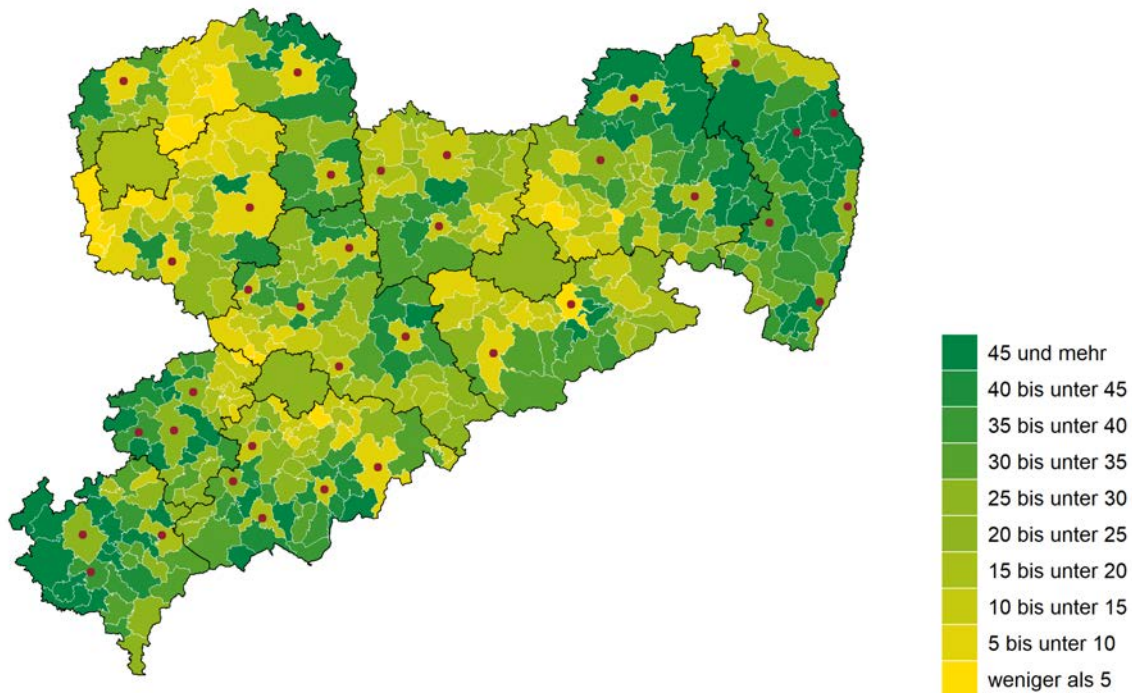 45 und mehr
40 bis unter 45
35 bis unter 40
30 bis unter 35
25 bis unter 30
20 bis unter 25
15 bis unter 20
10 bis unter 15
5 bis unter 10
weniger als 5